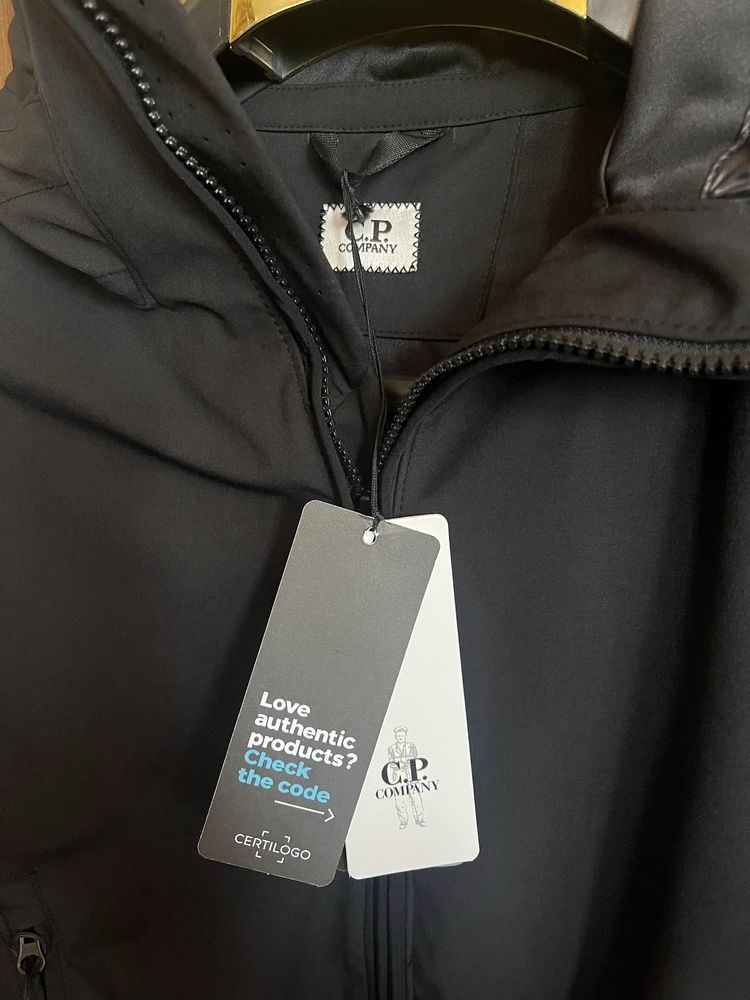 C.P.
COMPANY
Love
authentic
products?
Check
the code
CERTILOGO
C.P.
COMPANY